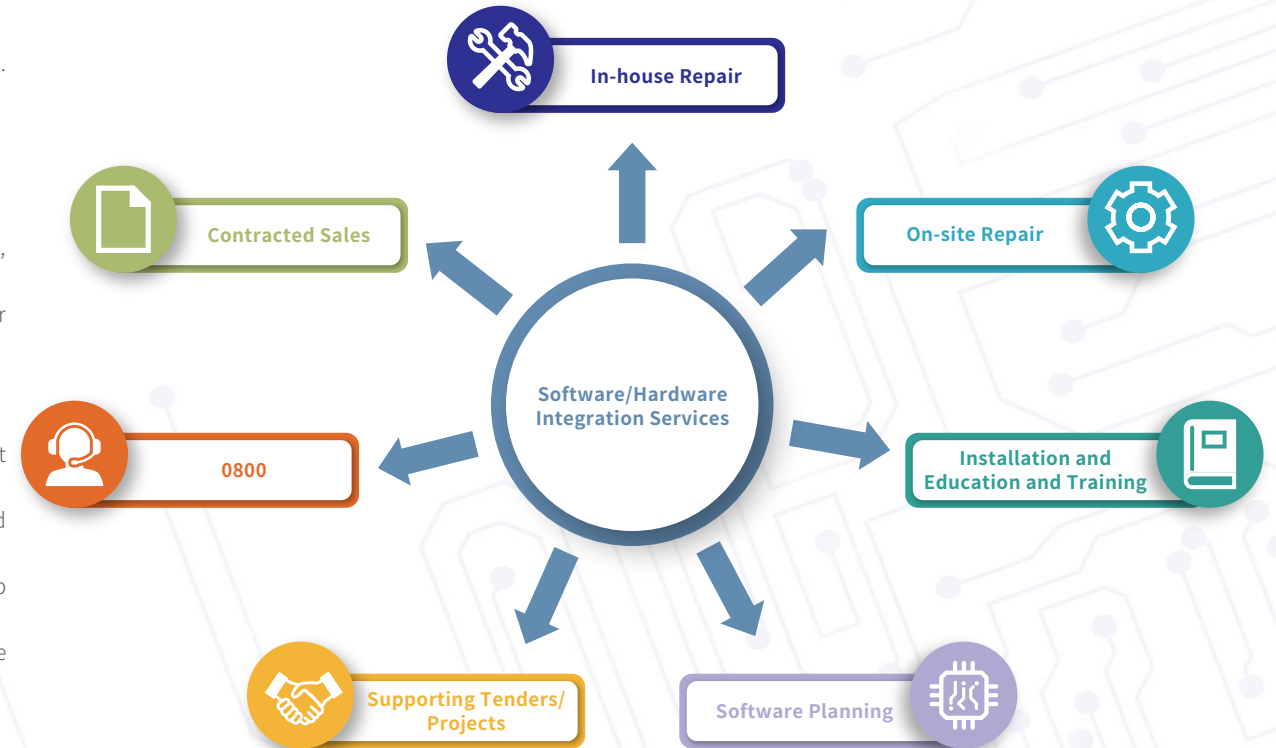 .
In-house Repair
Contracted Sales
On-site Repair
,
r
Software/Hardware
Integration Services
t
0800
Installation and
Education and Training
d
o
e
Supporting Tenders/
Projects
Software Planning